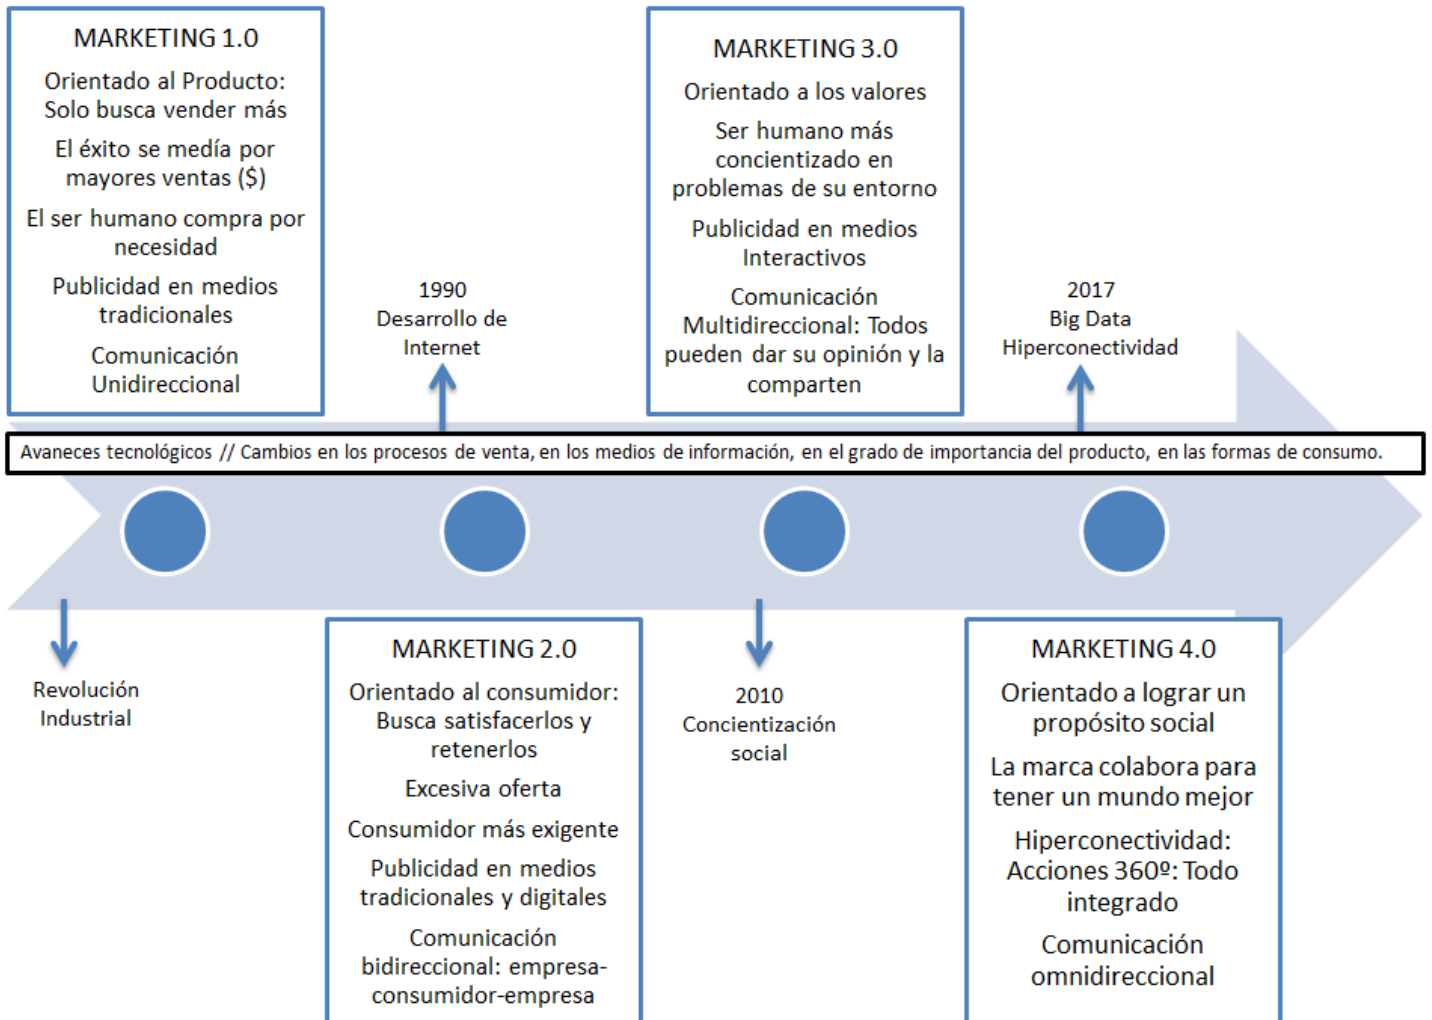 MARKETING 1.0
Orientado al Producto:
Solo busca vender más
El éxito se medía por
mayores ventas ($)
El ser humano compra por
necesidad
Publicidad en medios
tradicionales
Comunicación
Unidireccional
1990
Desarrollo de
Internet
MARKETING 3.0
Orientado a los valores
Ser humano más
concientizado en
problemas de su entorno
Publicidad en medios
Interactivos
Comunicación
Multidireccional: Todos
pueden dar su opinión y la
comparten
2017
Big Data
Hiperconectividad
Avaneces tecnológicos // Cambios en los procesos de venta, en los medios de información, en el grado de importancia del producto, en las formas de consumo.
Revolución
Industrial
MARKETING 2.0
Orientado al consumidor:
Busca satisfacerlos y
retenerlos
Excesiva oferta
Consumidor más exigente
Publicidad en medios
tradicionales y digitales
Comunicación
bidireccional: empresa-
consumidor-empresa
2010
Concientización
social
MARKETING 4.0
Orientado a lograr un
propósito social
La marca colabora para
tener un mundo mejor
Hiperconectividad:
Acciones 360º: Todo
integrado
Comunicación
omnidireccional